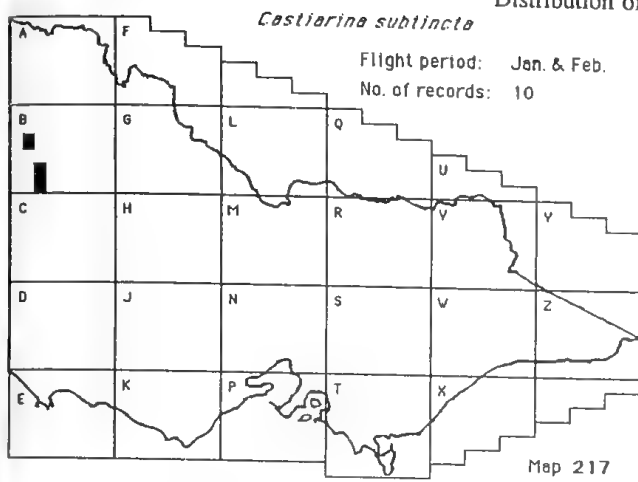 Distribution of
Castiarina subtincta
Flight period: Jan. & Feb.
No. of records: 10
A F
B G L Q
U
C H M R V Y
D J N S W Z
E K P T X
Map 217